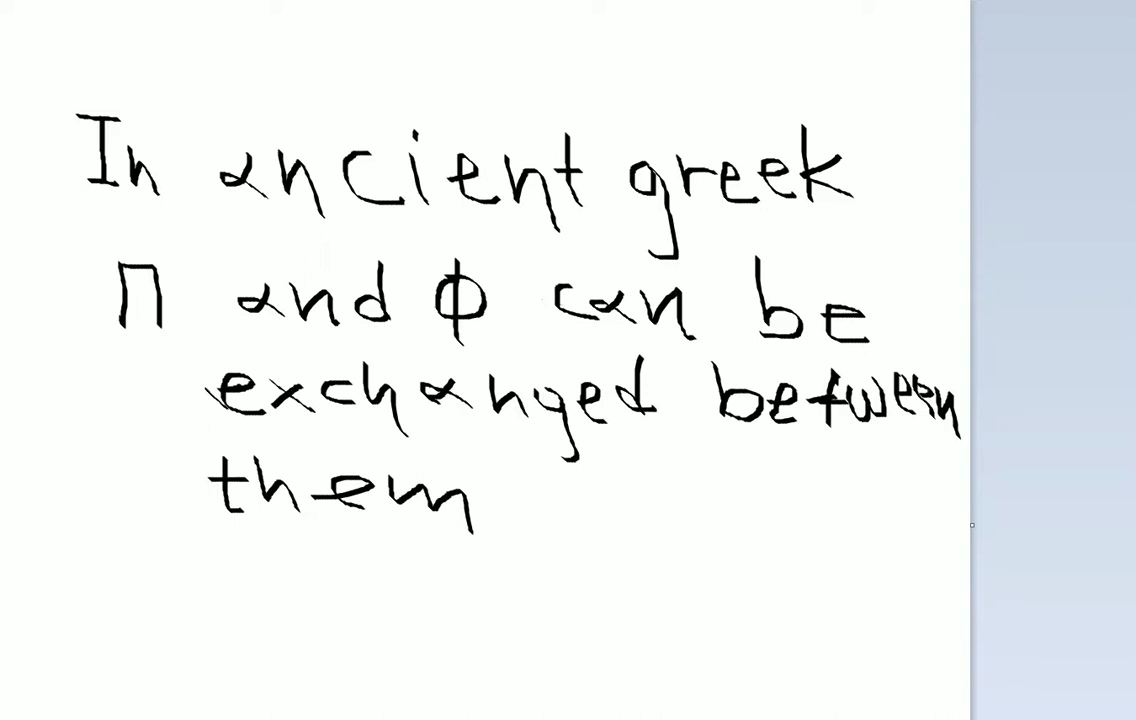 In ancient greek
Π and Φ can be
exchanged between
them